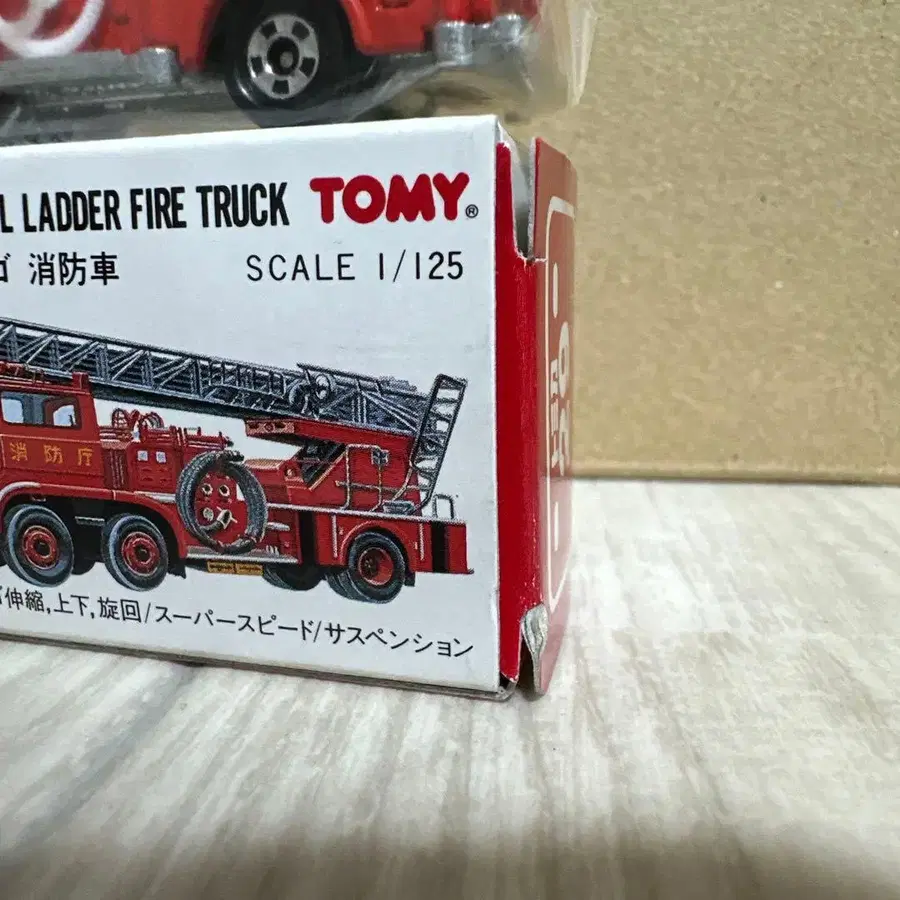 L LADDER FIRE TRUCK TOMY®
ゴ 消防車 SCALE 1/125
消防庁
伸縮,上下,旋回/スーパースピード/サスペンション